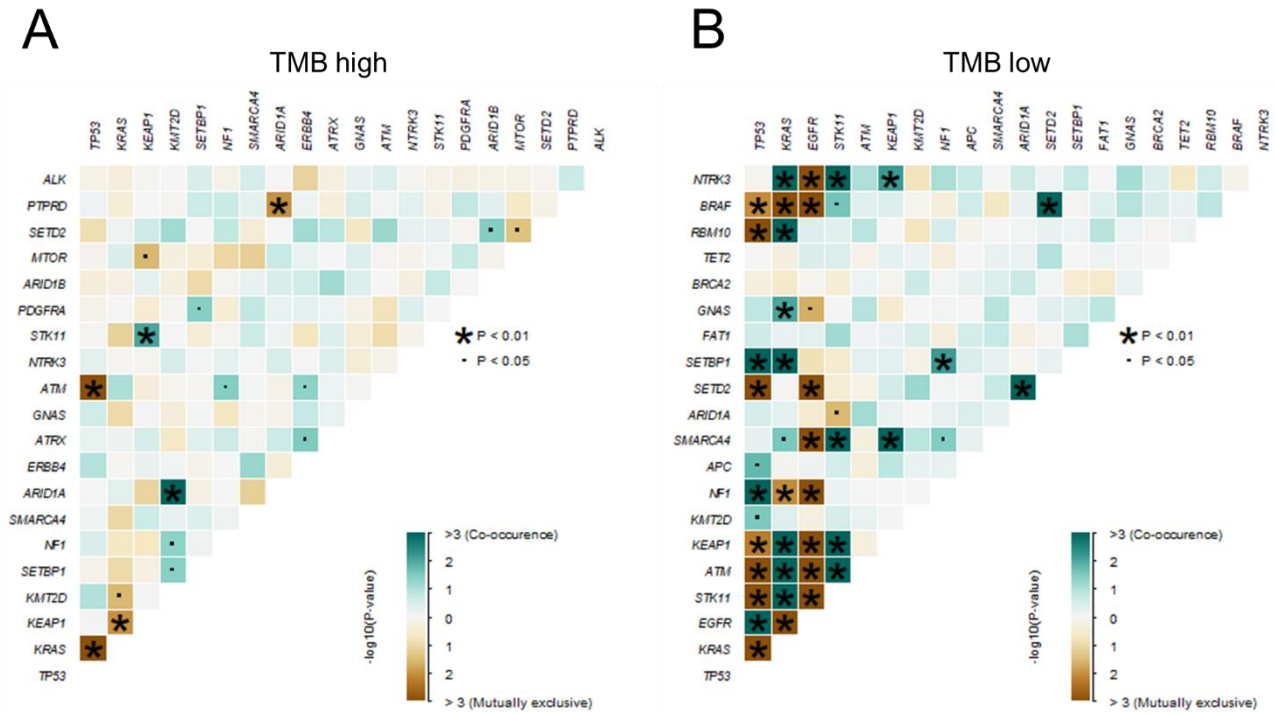 A
TMB high
TP53 KRAS KEAP1 KMT2D SETBP1 NF1 SMARCA4 ARID1A ERBB4 ATRX GNAS ATM NTRK3 STK11 PDGFRA ARID1B MTOR SETD2 PTPRD ALK
ALK
PTPRD
SETD2
MTOR
ARID1B
PDGFRA
STK11
NTRK3
ATM
GNAS
ATRX
ERBB4
ARID1A
SMARCA4
NF1
SETBP1
KMT2D
KEAP1
KRAS
TP53
P < 0.01
P < 0.05
-log10(P-value)
>3 (Co-occurence)
2
1
0
1
2
> 3 (Mutually exclusive)
B
TMB low
TP53 KRAS EGFR STK11 ATM KEAP1 KMT2D NF1 APC SMARCA4 ARID1A SETD2 SETBP1 FAT1 GNAS BRCA2 TET2 RBM10 BRAF NTRK3
NTRK3
BRAF
RBM10
TET2
BRCA2
GNAS
FAT1
SETBP1
SETD2
ARID1A
SMARCA4
APC
NF1
KMT2D
KEAP1
ATM
STK11
EGFR
KRAS
TP53
P < 0.01
P < 0.05
-log10(P-value)
>3 (Co-occurence)
2
1
0
1
2
> 3 (Mutually exclusive)